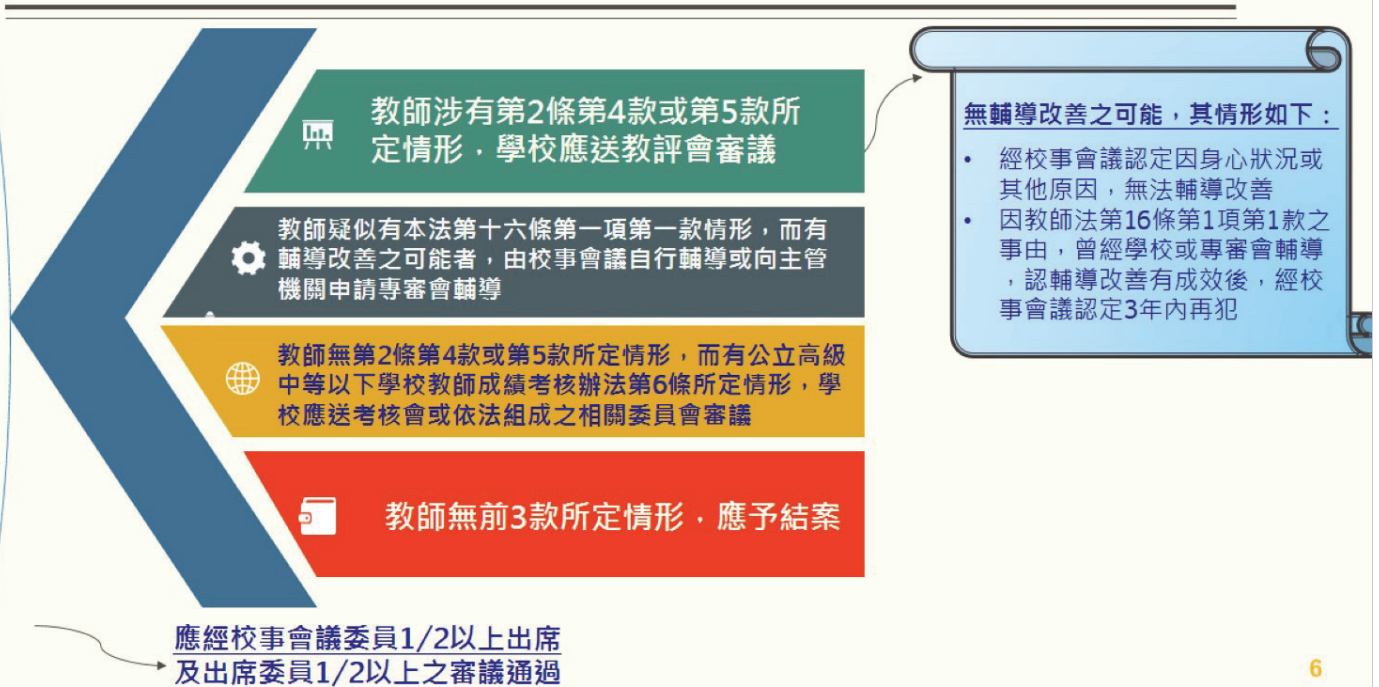 教師涉有第2條第4款或第5款所
定情形，學校應送教評會審議
教師疑似有本法第十六條第一項第一款情形，而有
輔導改善之可能者，由校事會議自行輔導或向主管
機關申請專審會輔導
教師無第2條第4款或第5款所定情形，而有公立高級
中等以下學校教師成績考核辦法第6條所定情形，學
校應送考核會或依法組成之相關委員會審議
教師無前3款所定情形，應予結案
應經校事會議委員1/2以上出席
及出席委員1/2以上之審議通過
無輔導改善之可能，其情形如下：
• 經校事會議認定因身心狀況或
其他原因，無法輔導改善
• 因教師法第16條第1項第1款之
事由，曾經學校或專審會輔導
，認輔導改善有成效後，經校
事會議認定3年內再犯
6